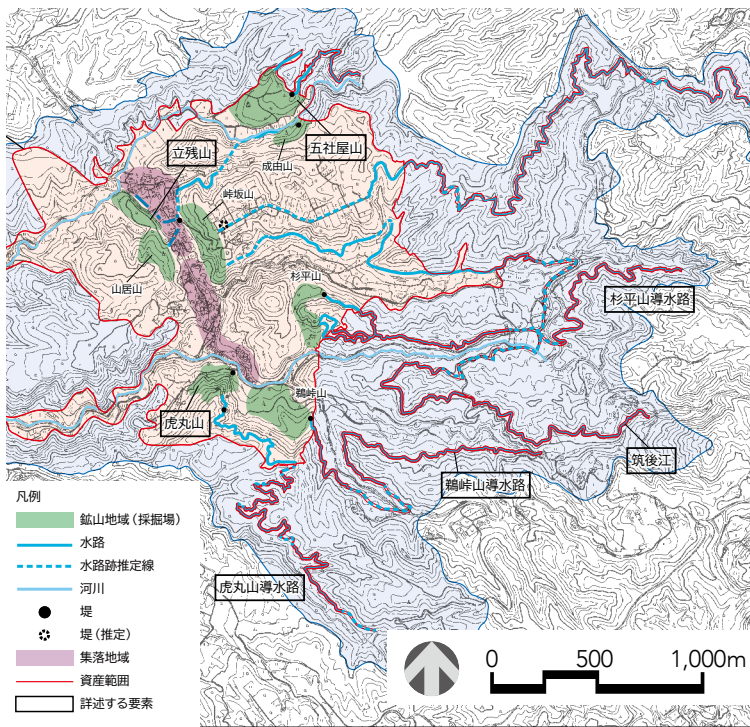 五社屋山
立残山
成由山
峠坂山
山居山
杉平山
杉平山導水路
鵜峠山
虎丸山
筑後江
鵜峠山導水路
虎丸山導水路
凡例
鉱山地域（採掘場）
水路
水路跡推定線
河川
堤
堤（推定）
集落地域
資産範囲
詳述する要素
0 500 1,000m